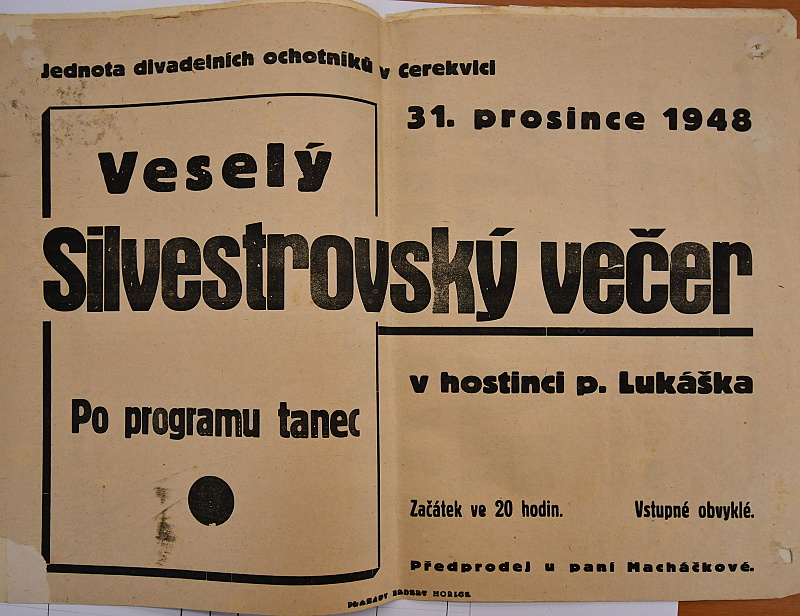 Jednota divadelních ochotníků v Cerekvici
31. prosince 1948
Veselý
Silvestrovský večer
v hostinci p. Lukáška
Po programu tanec
Začátek ve 20 hodin. Vstupné obvyklé.
Předprodej u paní Macháčkové.
HOŘICE